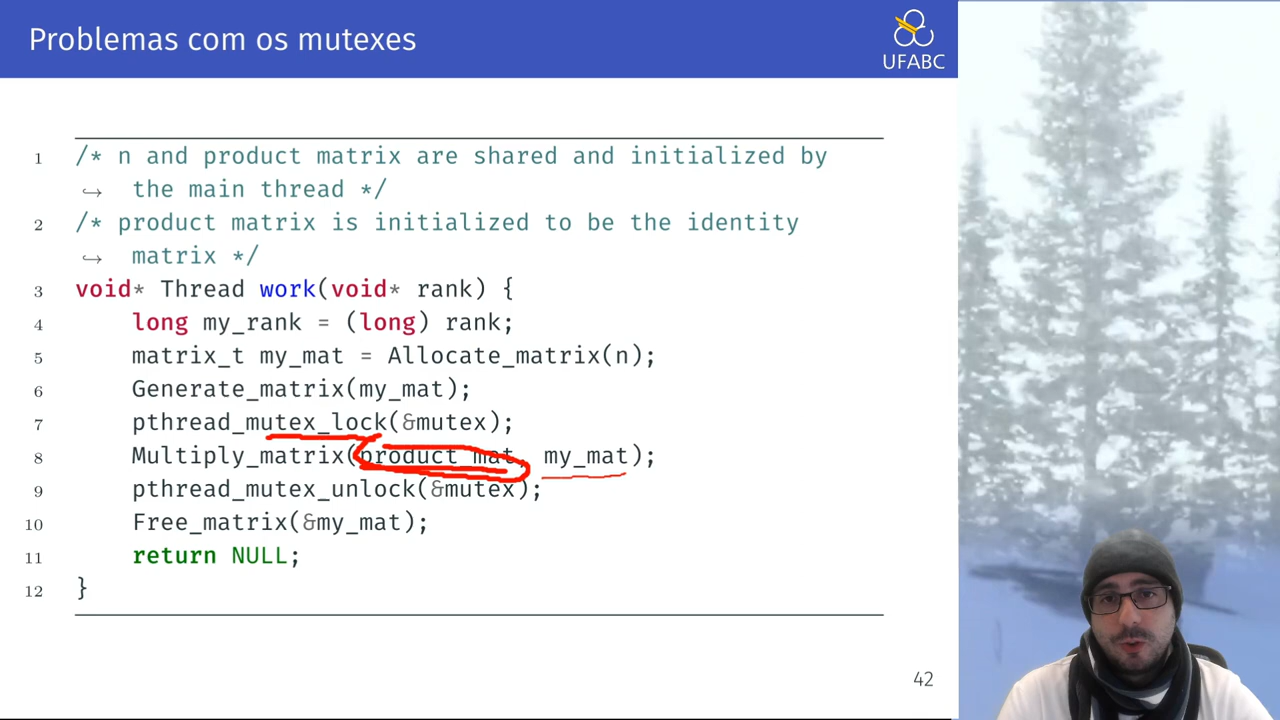 Problemas com os mutexes
UFABC
1 /* n and product matrix are shared and initialized by
↪ the main thread */
2 /* product matrix is initialized to be the identity
↪ matrix */
3 void* Thread work(void* rank) {
4 long my_rank = (long) rank;
5 matrix_t my_mat = Allocate_matrix(n);
6 Generate_matrix(my_mat);
7 pthread_mutex_lock(&mutex);
8 Multiply_matrix(product mat, my_mat);
9 pthread_mutex_unlock(&mutex);
10 Free_matrix(&my_mat);
11 return NULL;
12 }
42